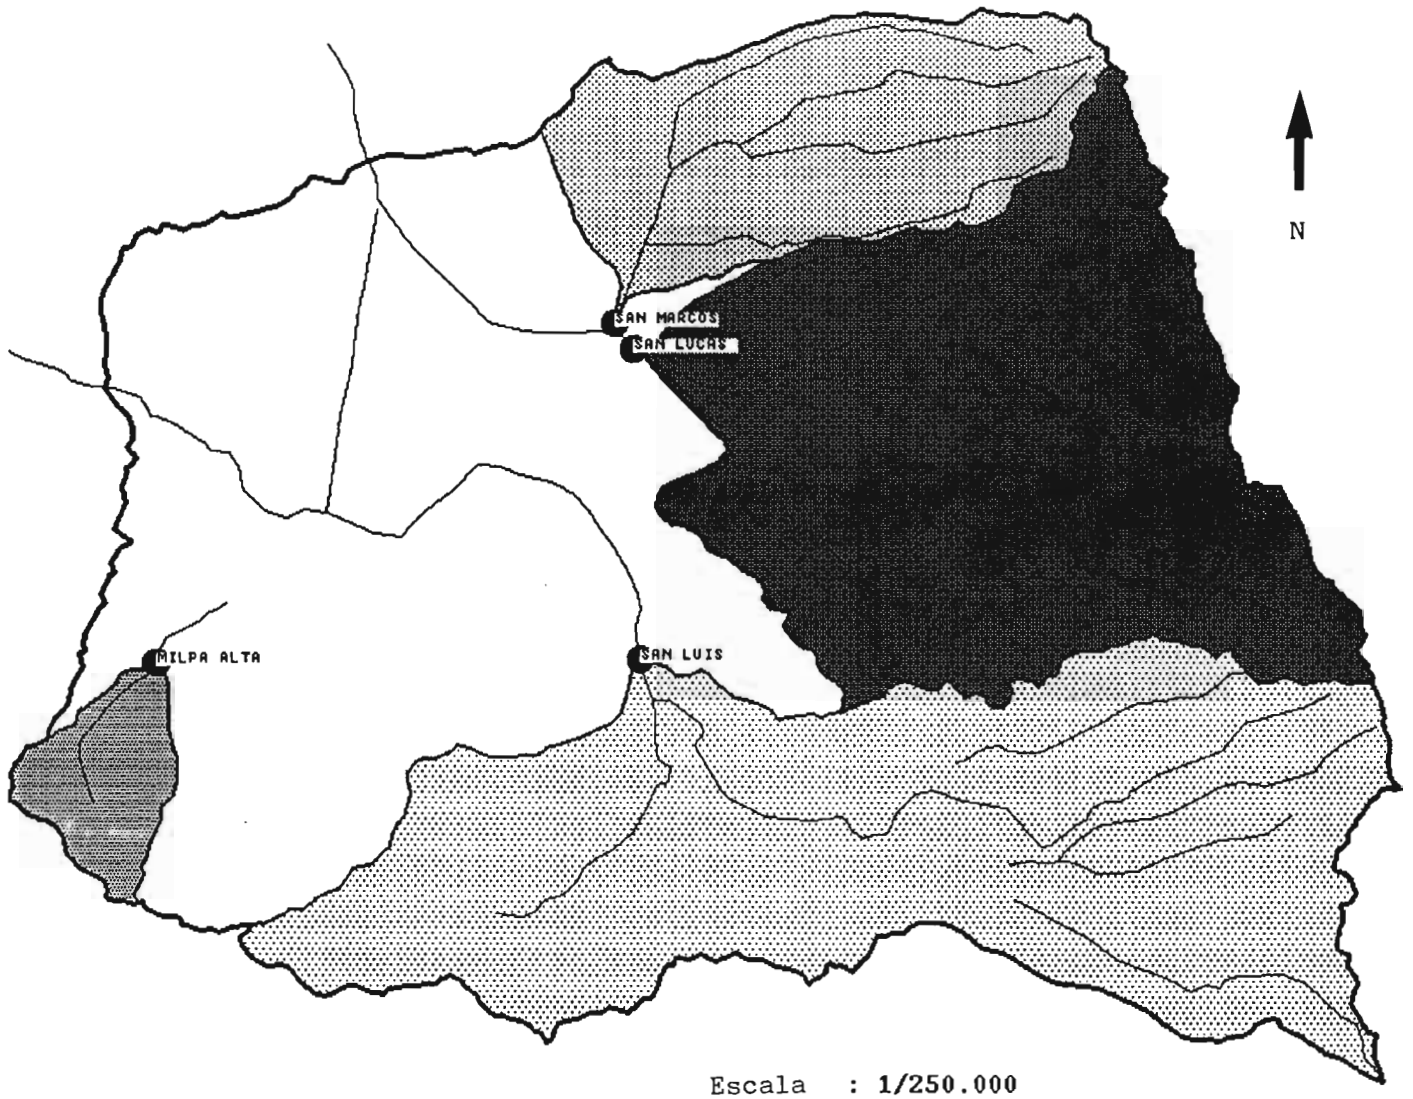 N
SAN MARCOS
SAN LUCAS
MILPA ALTA
SAN LUIS
Escala : 1/250.000